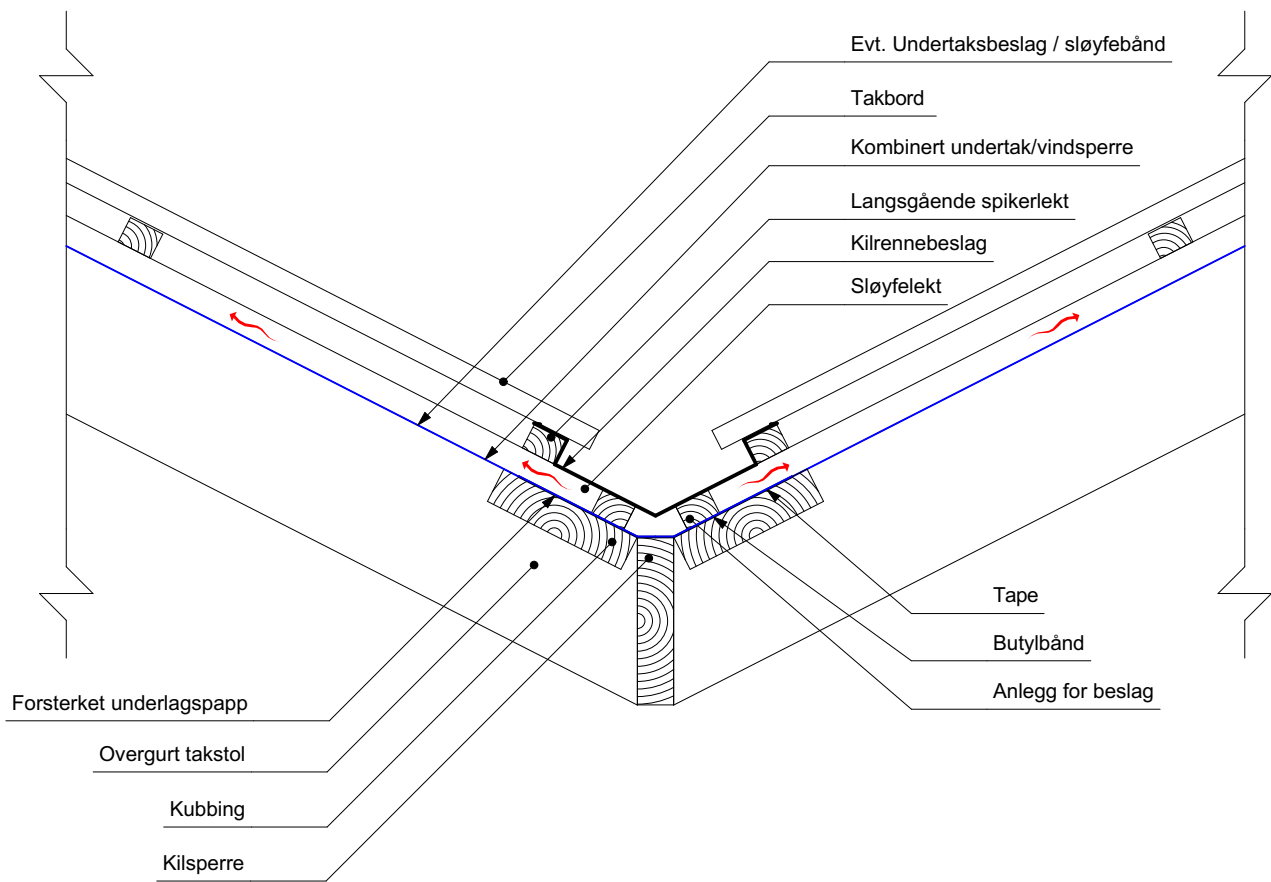 Evt. Undertaksbeslag / sløyfebånd
Takbord
Kombinert undertak/vindsperre
Langsgående spikerlekt
Kilrennebeslag
Sløyfelekt
Tape
Butylbånd
Anlegg for beslag
Forsterket underlagspapp
Overgurt takstol
Kubbing
Kilsperre